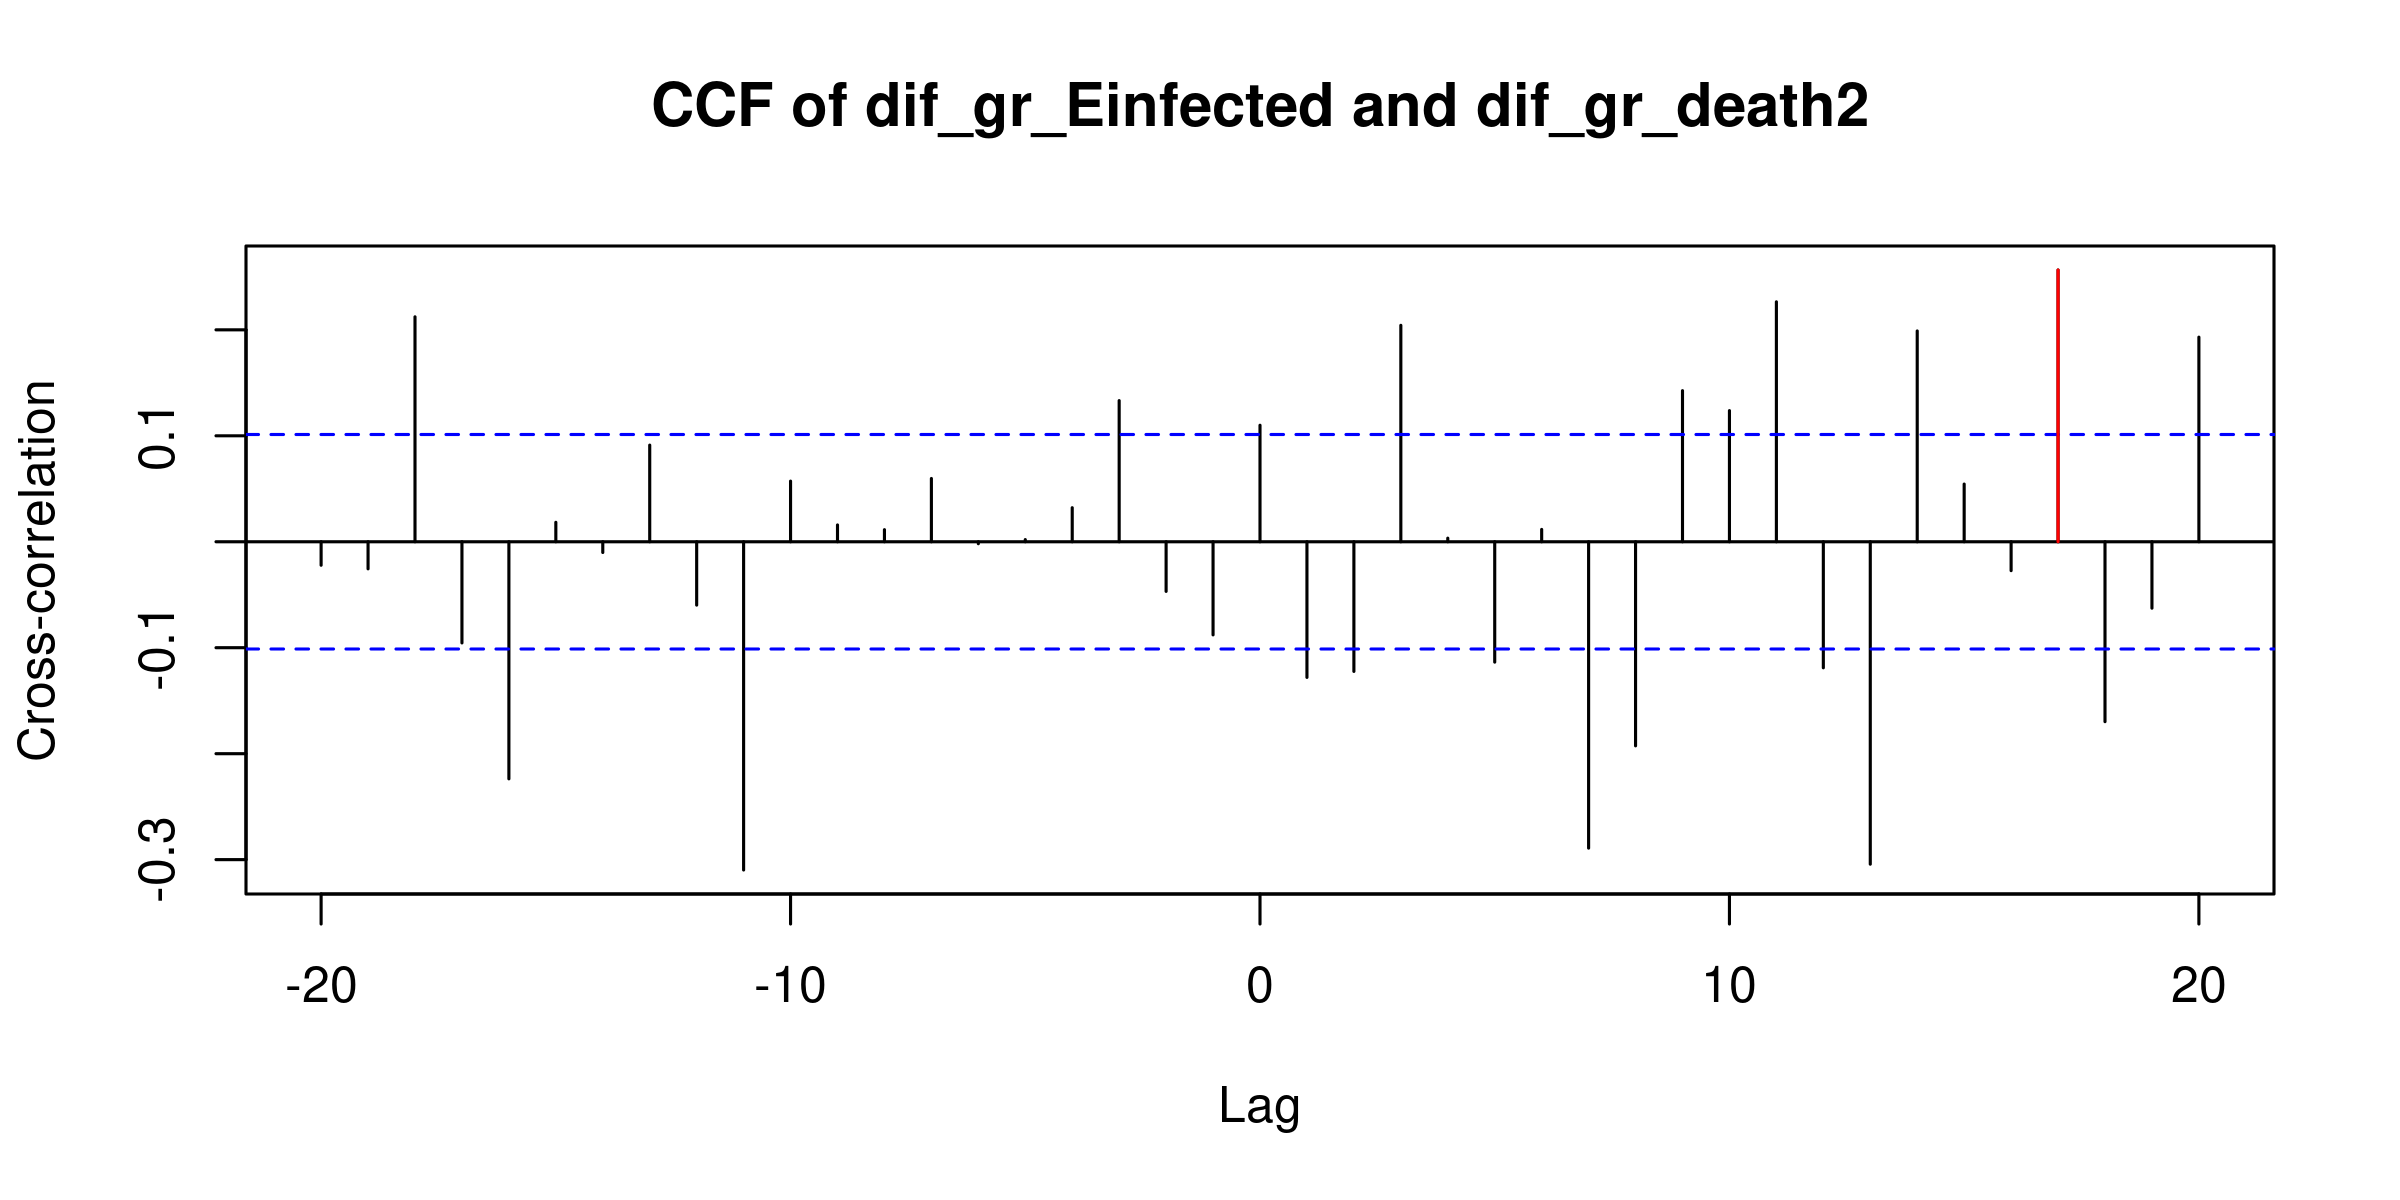 CCF of dif_gr_Einfected and dif_gr_death2
Cross-correlation
0.1
-0.1
-0.3
-20 -10 0 10 20
Lag